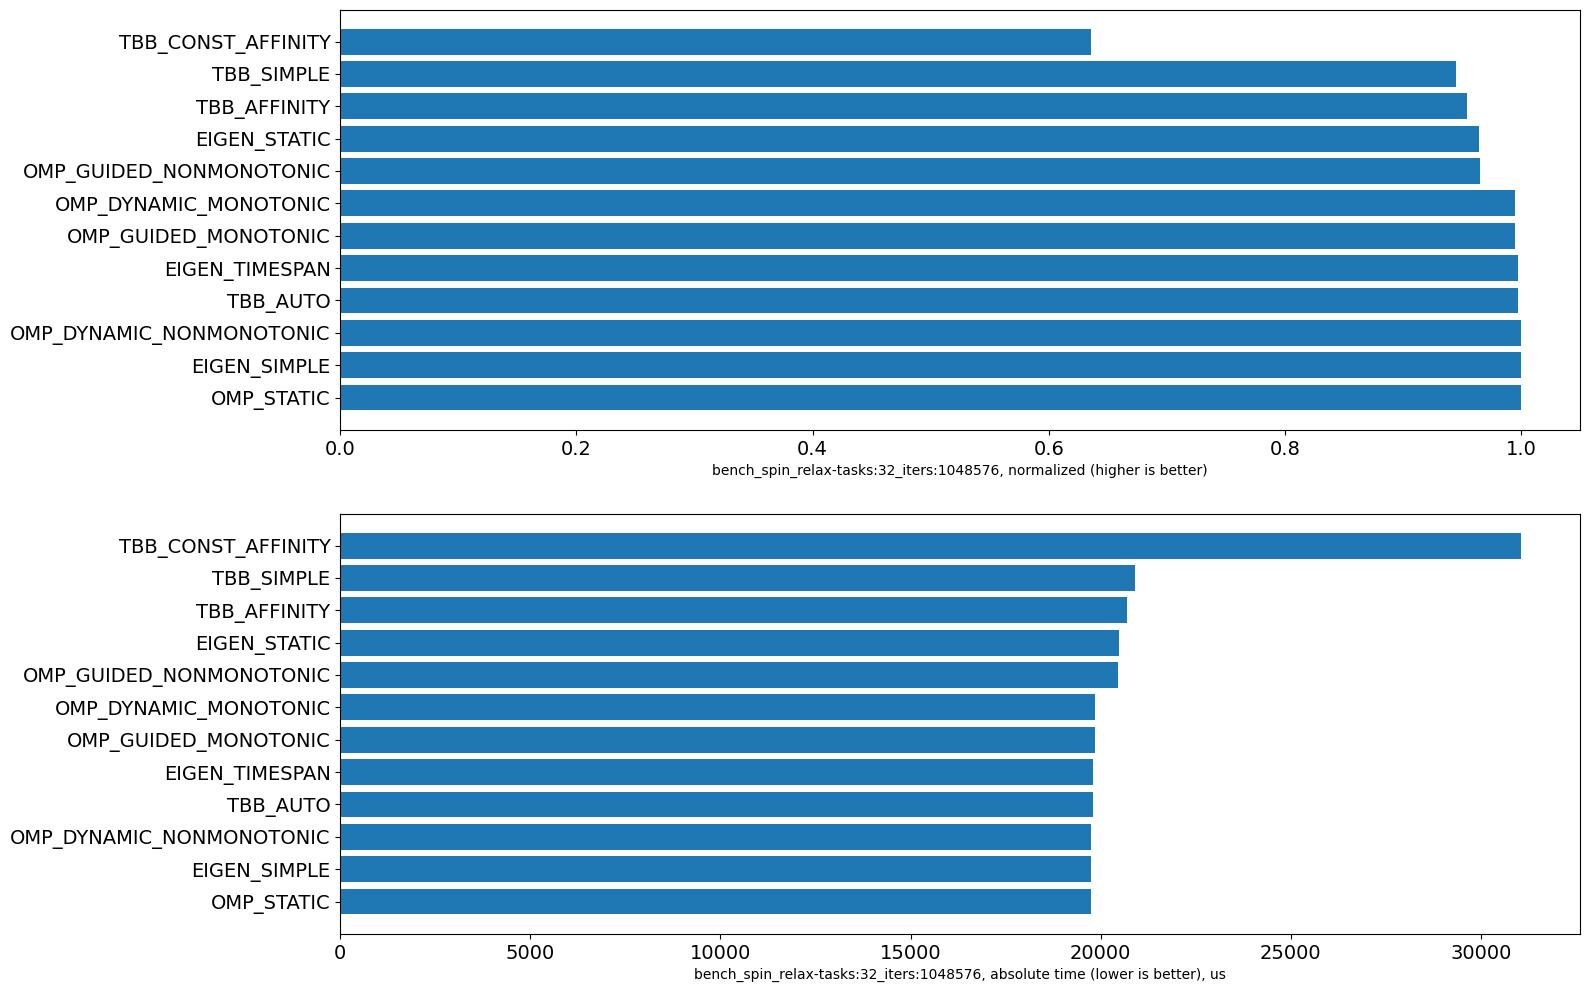 TBB_CONST_AFFINITY
TBB_SIMPLE
TBB_AFFINITY
EIGEN_STATIC
OMP_GUIDED_NONMONOTONIC
OMP_DYNAMIC_MONOTONIC
OMP_GUIDED_MONOTONIC
EIGEN_TIMESPAN
TBB_AUTO
OMP_DYNAMIC_NONMONOTONIC
EIGEN_SIMPLE
OMP_STATIC
0.0 0.2 0.4 0.6 0.8 1.0
bench_spin_relax-tasks:32_iters:1048576, normalized (higher is better)
TBB_CONST_AFFINITY
TBB_SIMPLE
TBB_AFFINITY
EIGEN_STATIC
OMP_GUIDED_NONMONOTONIC
OMP_DYNAMIC_MONOTONIC
OMP_GUIDED_MONOTONIC
EIGEN_TIMESPAN
TBB_AUTO
OMP_DYNAMIC_NONMONOTONIC
EIGEN_SIMPLE
OMP_STATIC
0 5000 10000 15000 20000 25000 30000
bench_spin_relax-tasks:32_iters:1048576, absolute time (lower is better), us